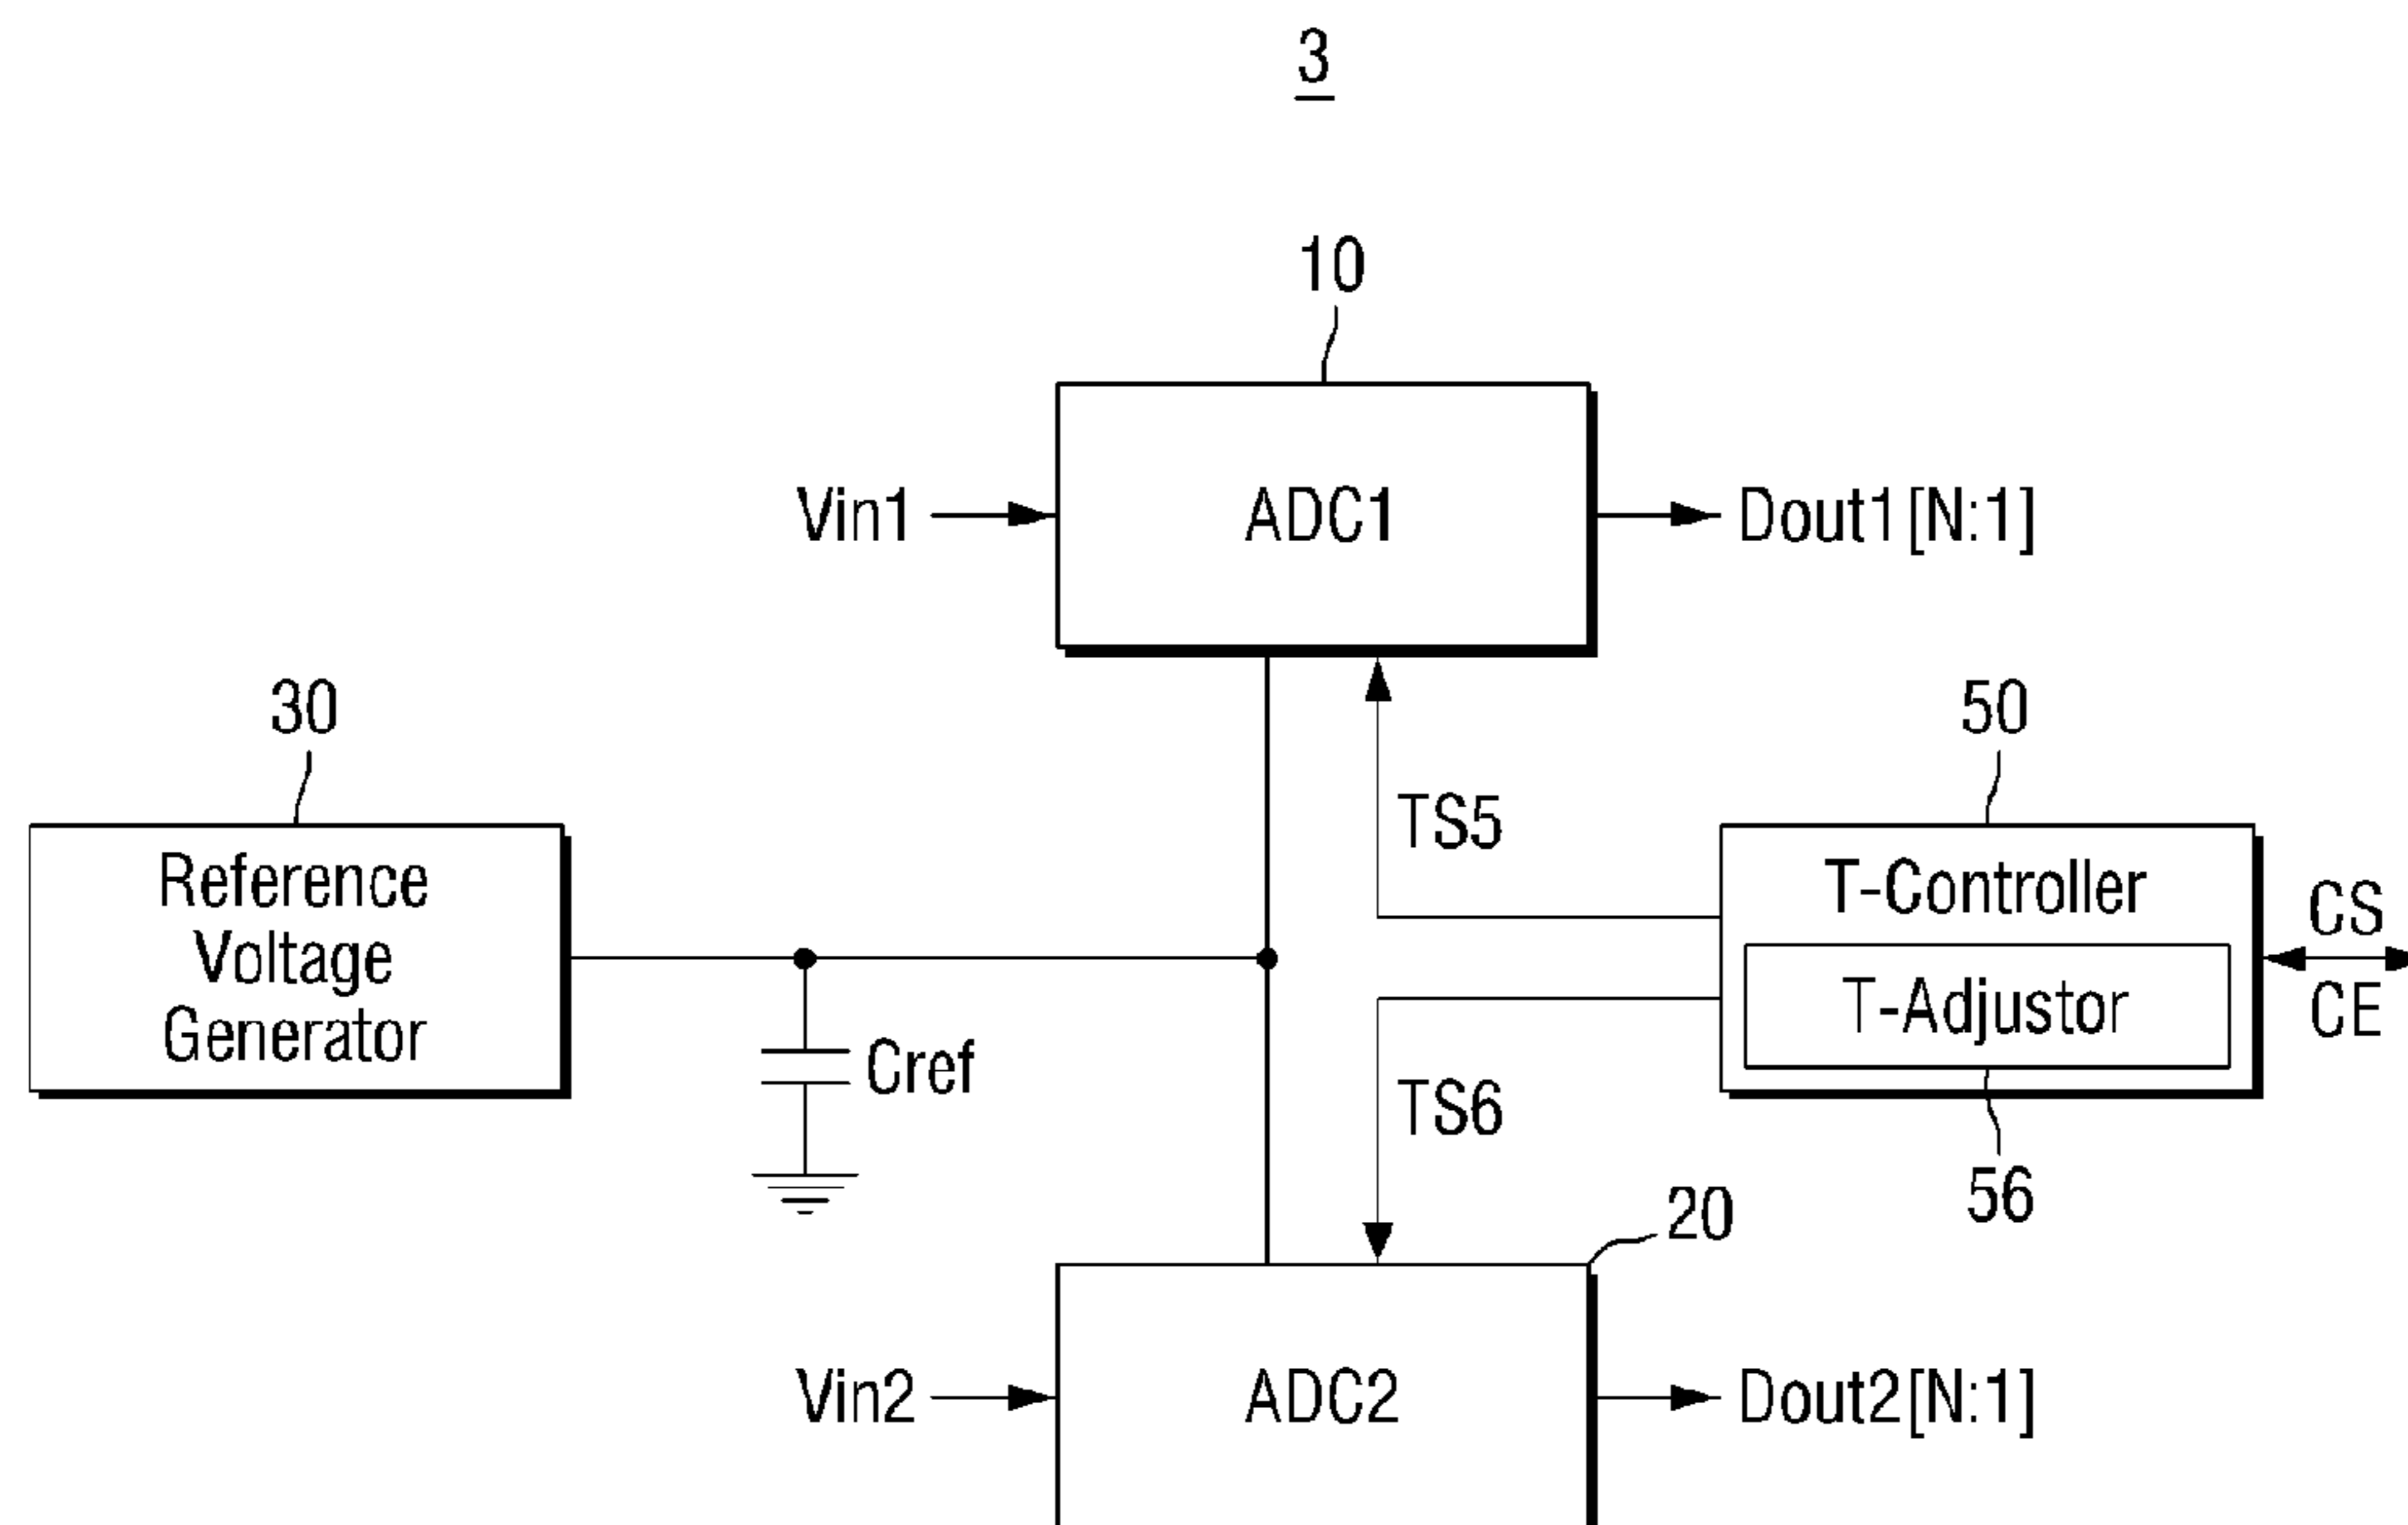 3
10
Vin1
ADC1
Dout1[N:1]
30
50
TS5
Reference
Voltage
Generator
T-Controller
CS
T-Adjustor
CE
Cref
TS6
56
20
Vin2
ADC2
Dout2[N:1]